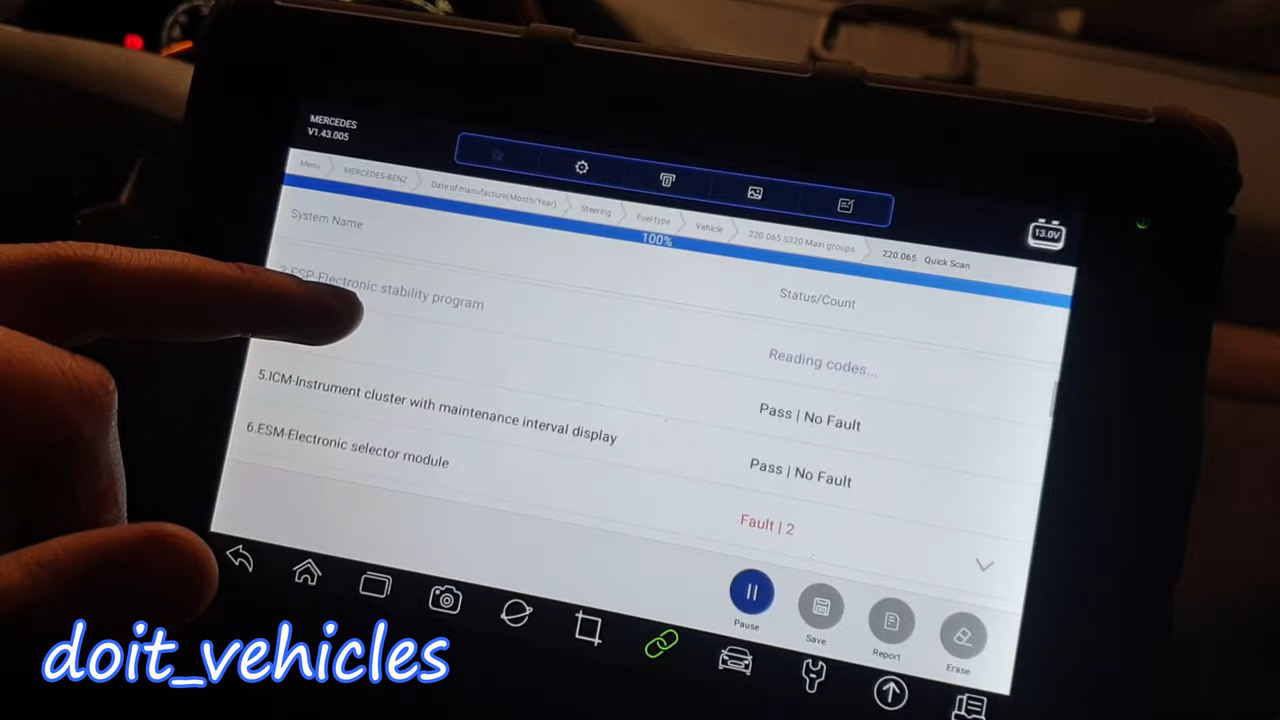 MERCEDES
V1.43.005
Menu
MERCEDES-BENZ
Date of manufacture(Month/Year)
Steering
Fuel type
Vehicle
220.065 S320 Main groups
220.065 Quick Scan
13.0V
100%
System Name
Status/Count
ESP-Electronic stability program
Reading codes...
Pass | No Fault
5.ICM-Instrument cluster with maintenance interval display
Pass | No Fault
6.ESM-Electronic selector module
Fault | 2
Pause
Save
Report
Erase
doit_vehicles